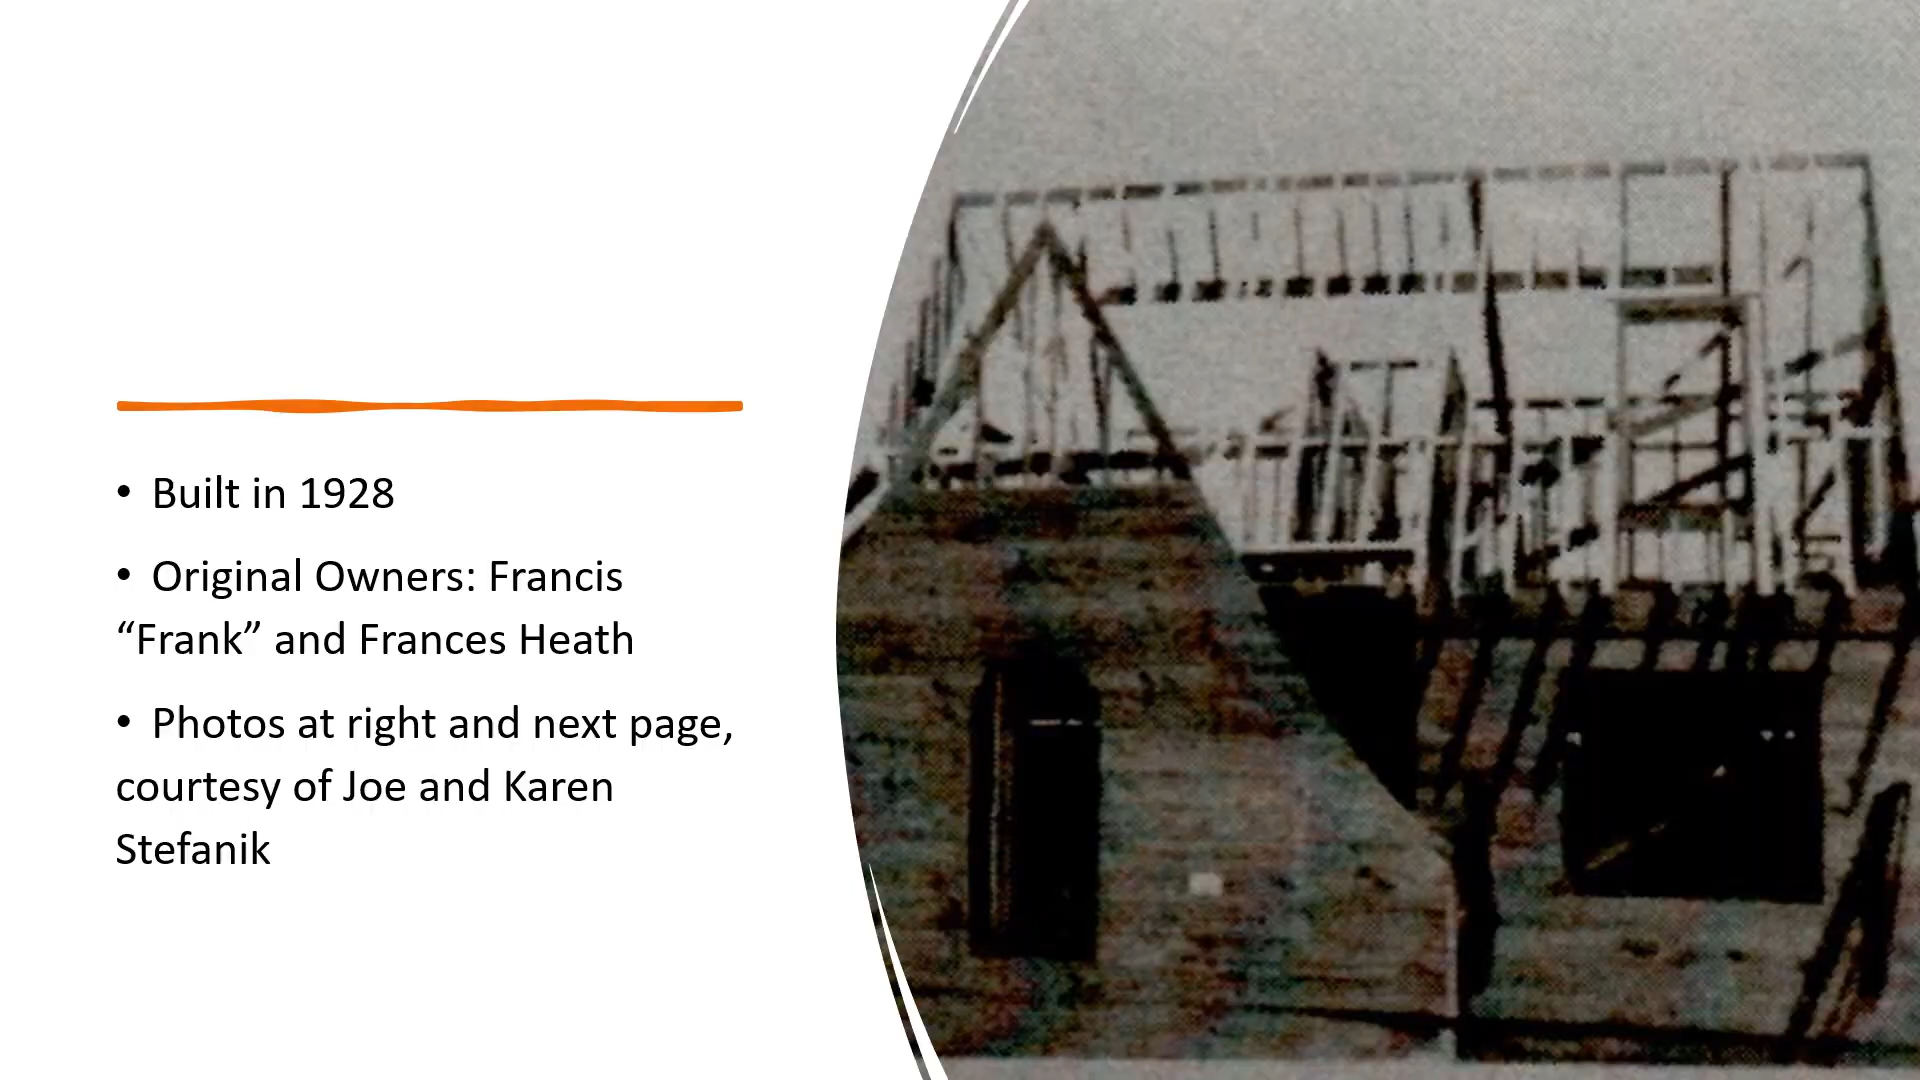 • Built in 1928
• Original Owners: Francis
“Frank” and Frances Heath
• Photos at right and next page,
courtesy of Joe and Karen
Stefanik